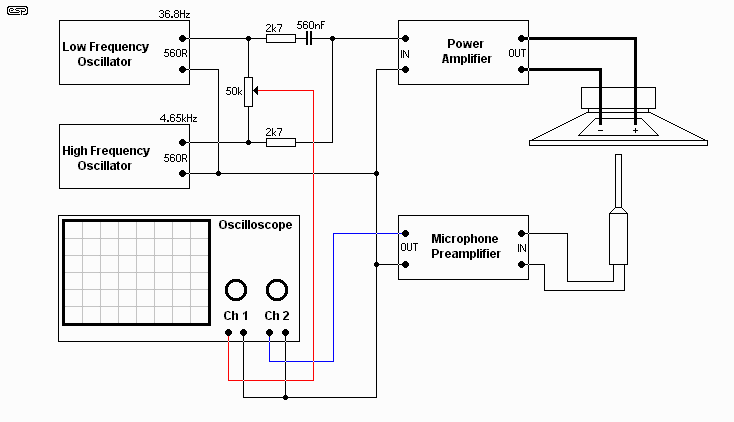 esp
36.8Hz
Low Frequency
Oscillator
560R
2k7
560nF
IN
Power
Amplifier
OUT
50k
− +
4.65kHz
High Frequency
Oscillator
560R
2k7
Oscilloscope
Ch 1
Ch 2
OUT
Microphone
Preamplifier
IN